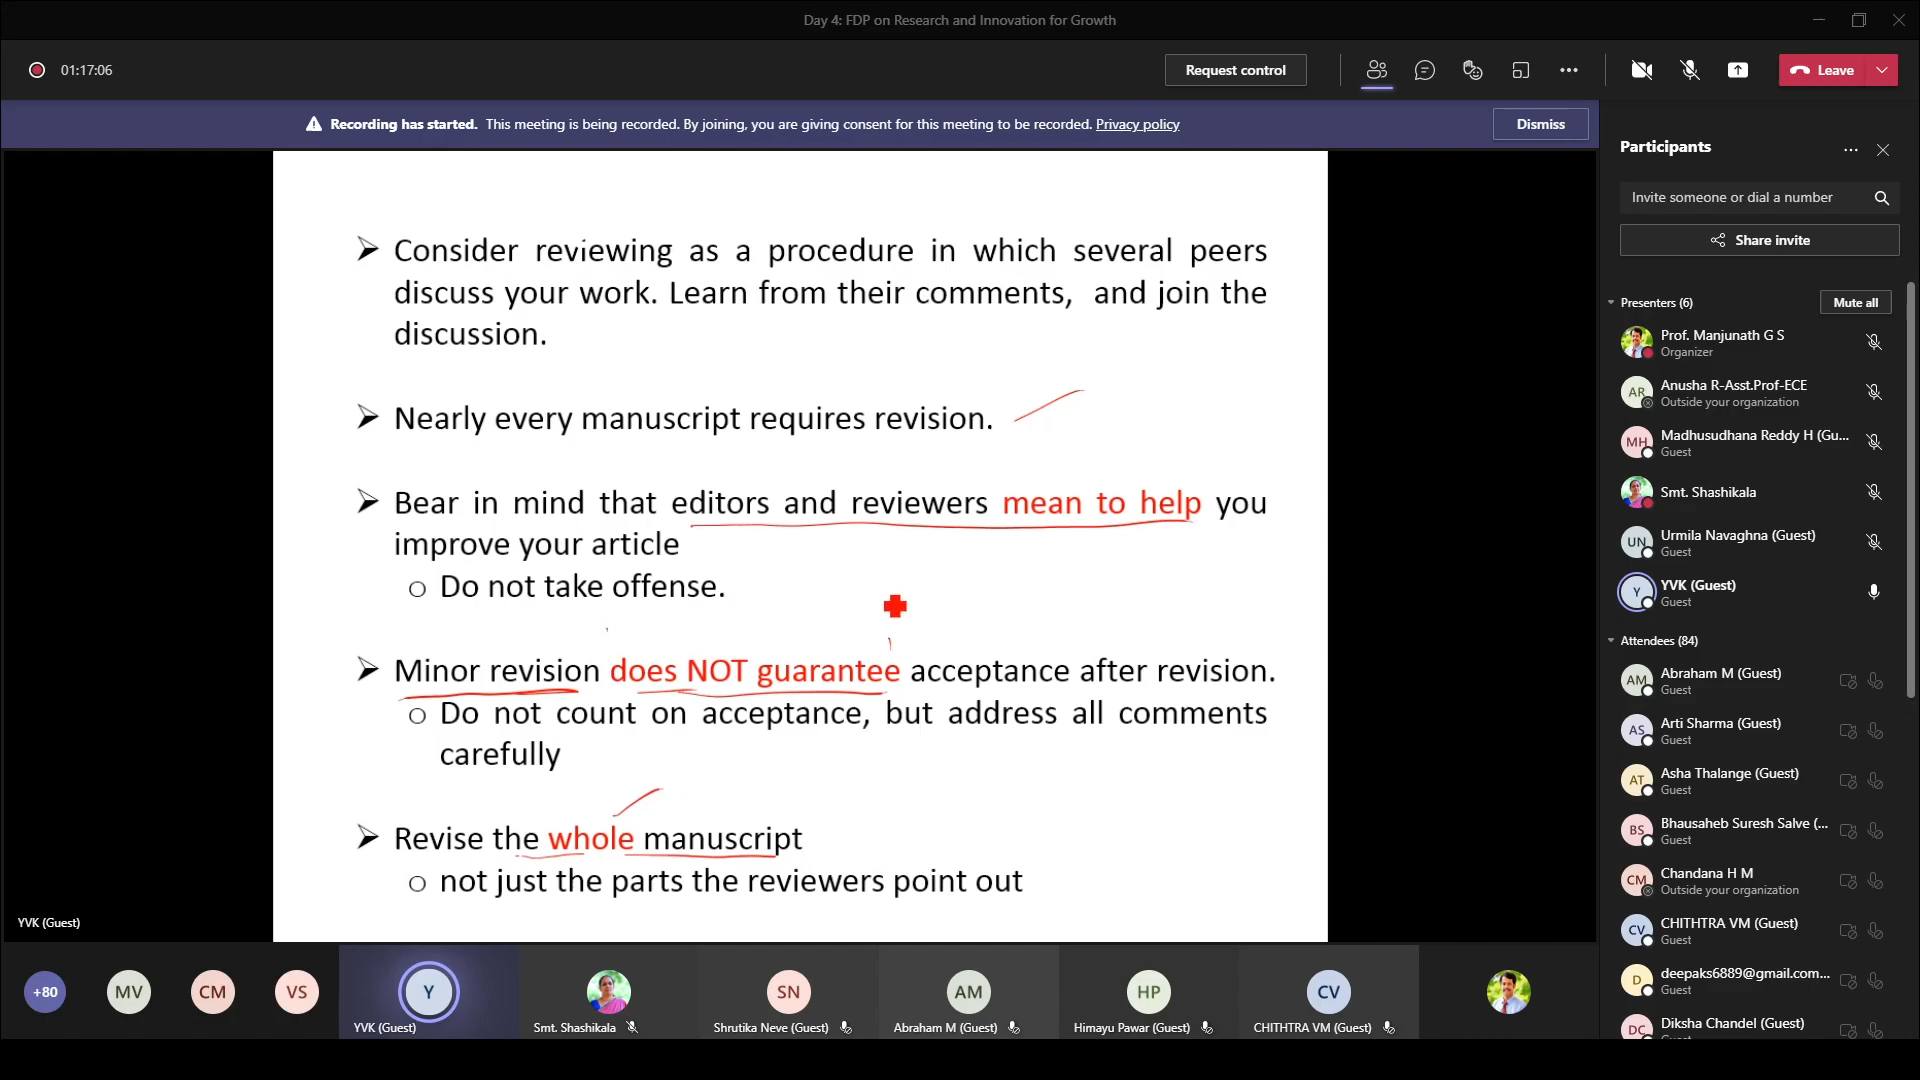 Day 4: FDP on Research and Innovation for Growth
01:17:06
Request control
Leave
Recording has started. This meeting is being recorded. By joining, you are giving consent for this meeting to be recorded. Privacy policy
Dismiss
Consider reviewing as a procedure in which several peers
discuss your work. Learn from their comments, and join the
discussion.
Nearly every manuscript requires revision.
Bear in mind that editors and reviewers mean to help you
improve your article
o Do not take offense.
Minor revision does NOT guarantee acceptance after revision.
o Do not count on acceptance, but address all comments
carefully
Revise the whole manuscript
o not just the parts the reviewers point out
YVK (Guest)
+80
MV
CM
VS
Y
YVK (Guest)
Smt. Shashikala
SN
Shrutika Neve (Guest)
AM
Abraham M (Guest)
HP
Himayu Pawar (Guest)
CV
CHITHTRA VM (Guest)
Participants
Invite someone or dial a number
Share invite
Presenters (6)
Mute all
Prof. Manjunath G S
Organizer
AR
Anusha R-Asst.Prof-ECE
Outside your organization
MH
Madhusudhana Reddy H (Gu...
Guest
Smt. Shashikala
UN
Urmila Navaghna (Guest)
Guest
Y
YVK (Guest)
Guest
Attendees (84)
AM
Abraham M (Guest)
Guest
AS
Arti Sharma (Guest)
Guest
AT
Asha Thalange (Guest)
Guest
BS
Bhausaheb Suresh Salve (...
Guest
CM
Chandana H M
Outside your organization
CV
CHITHTRA VM (Guest)
Guest
D
deepaks6889@gmail.com...
Guest
DC
Diksha Chandel (Guest)